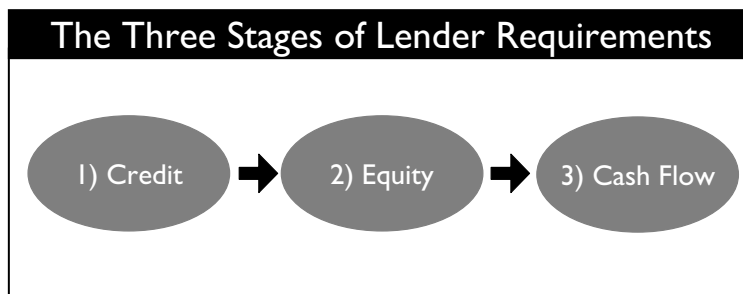 The Three Stages of Lender Requirements
1) Credit
2) Equity
3) Cash Flow